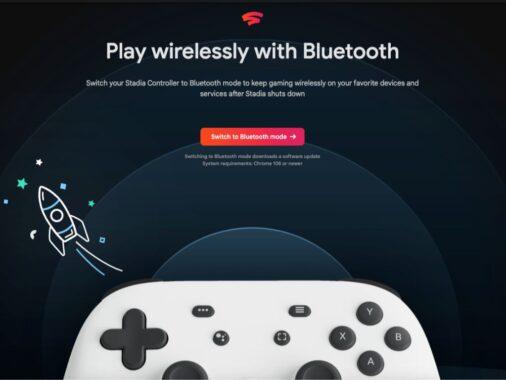 Play wirelessly with Bluetooth
Switch your Stadia Controller to Bluetooth mode to keep gaming wirelessly on your favorite devices and
services after Stadia shuts down
Switch to Bluetooth mode →
Switching to Bluetooth mode downloads a software update
System requirements: Chrome 108 or newer
Y
X
B
A